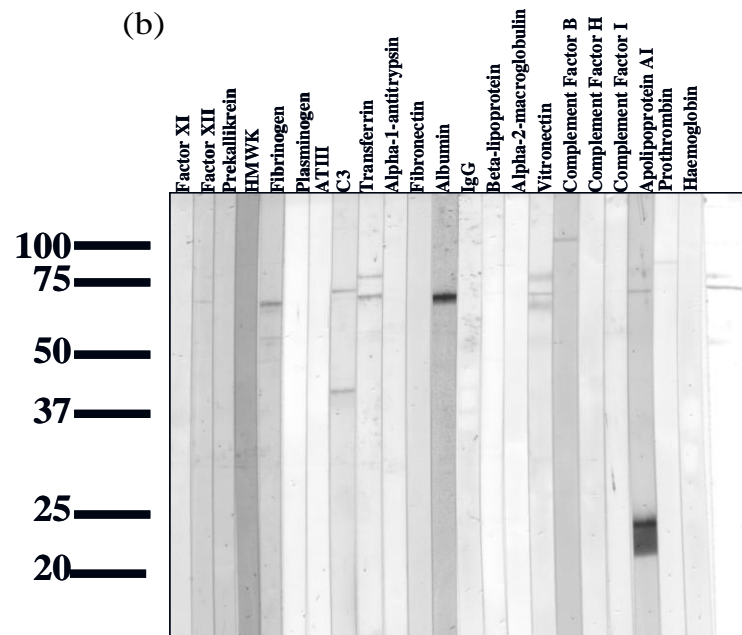 (b)
Factor XI
Factor XII
Prekallikrein
HMWK
Fibrinogen
Plasminogen
ATIII
C3
Transferrin
Alpha-1-antitrypsin
Fibronectin
Albumin
IgG
Beta-lipoprotein
Alpha-2-macroglobulin
Vitronectin
Complement Factor B
Complement Factor H
Complement Factor I
Apolipoprotein AI
Prothrombin
Haemoglobin
100
75
50
37
25
20